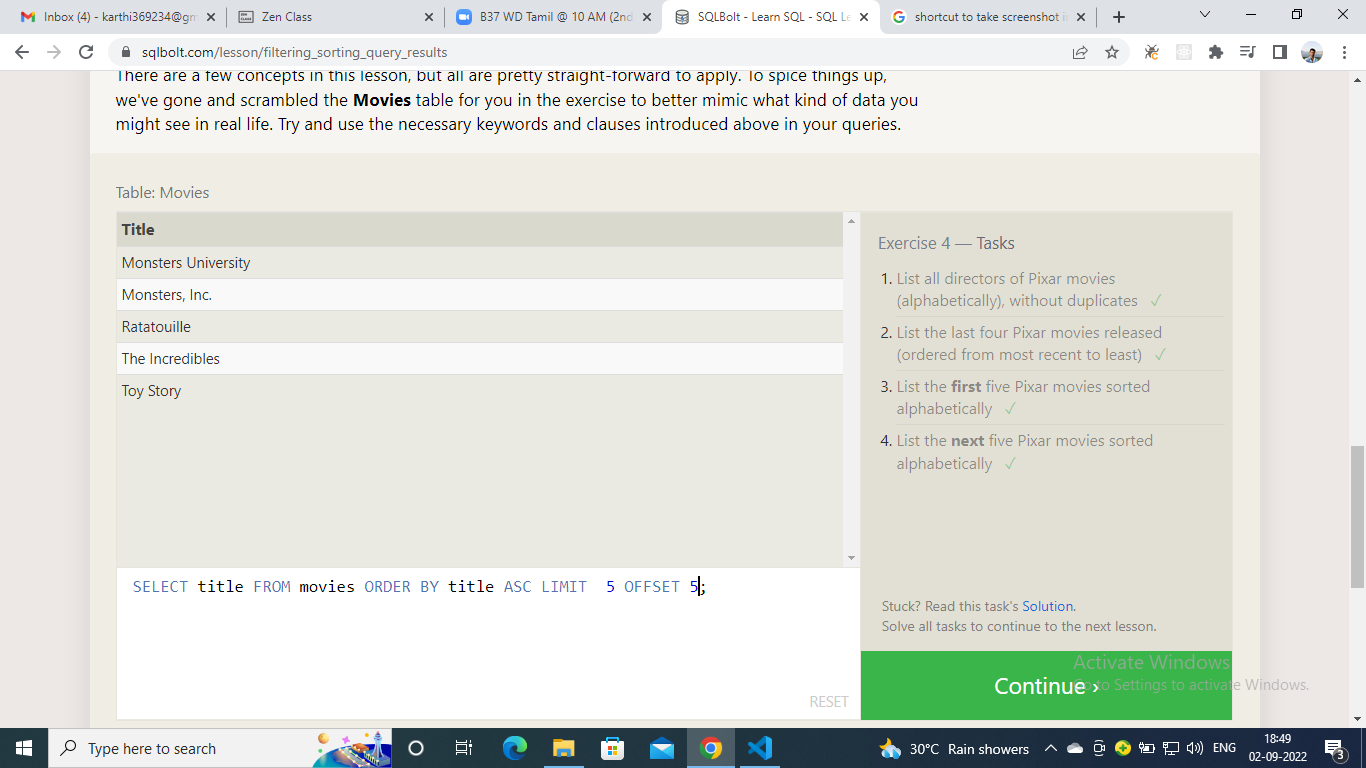 Inbox (4) - karthi369234@gm
Zen Class
B37 WD Tamil @ 10 AM (2nd
SQLBolt - Learn SQL - SQL Le
shortcut to take screenshot i
sqlbolt.com/lesson/filtering_sorting_query_results
There are a few concepts in this lesson, but all are pretty straight-forward to apply. To spice things up,
we've gone and scrambled the Movies table for you in the exercise to better mimic what kind of data you
might see in real life. Try and use the necessary keywords and clauses introduced above in your queries.
Table: Movies
Title
Monsters University
Monsters, Inc.
Ratatouille
The Incredibles
Toy Story
SELECT title FROM movies ORDER BY title ASC LIMIT  5 OFFSET 5;
RESET
Exercise 4 — Tasks
1. List all directors of Pixar movies
(alphabetically), without duplicates ✓
2. List the last four Pixar movies released
(ordered from most recent to least) ✓
3. List the first five Pixar movies sorted
alphabetically ✓
4. List the next five Pixar movies sorted
alphabetically ✓
Stuck? Read this task's Solution.
Solve all tasks to continue to the next lesson.
Continue ›
Activate Windows
Go to Settings to activate Windows.
Type here to search
30°C Rain showers
ENG
18:49
02-09-2022
3